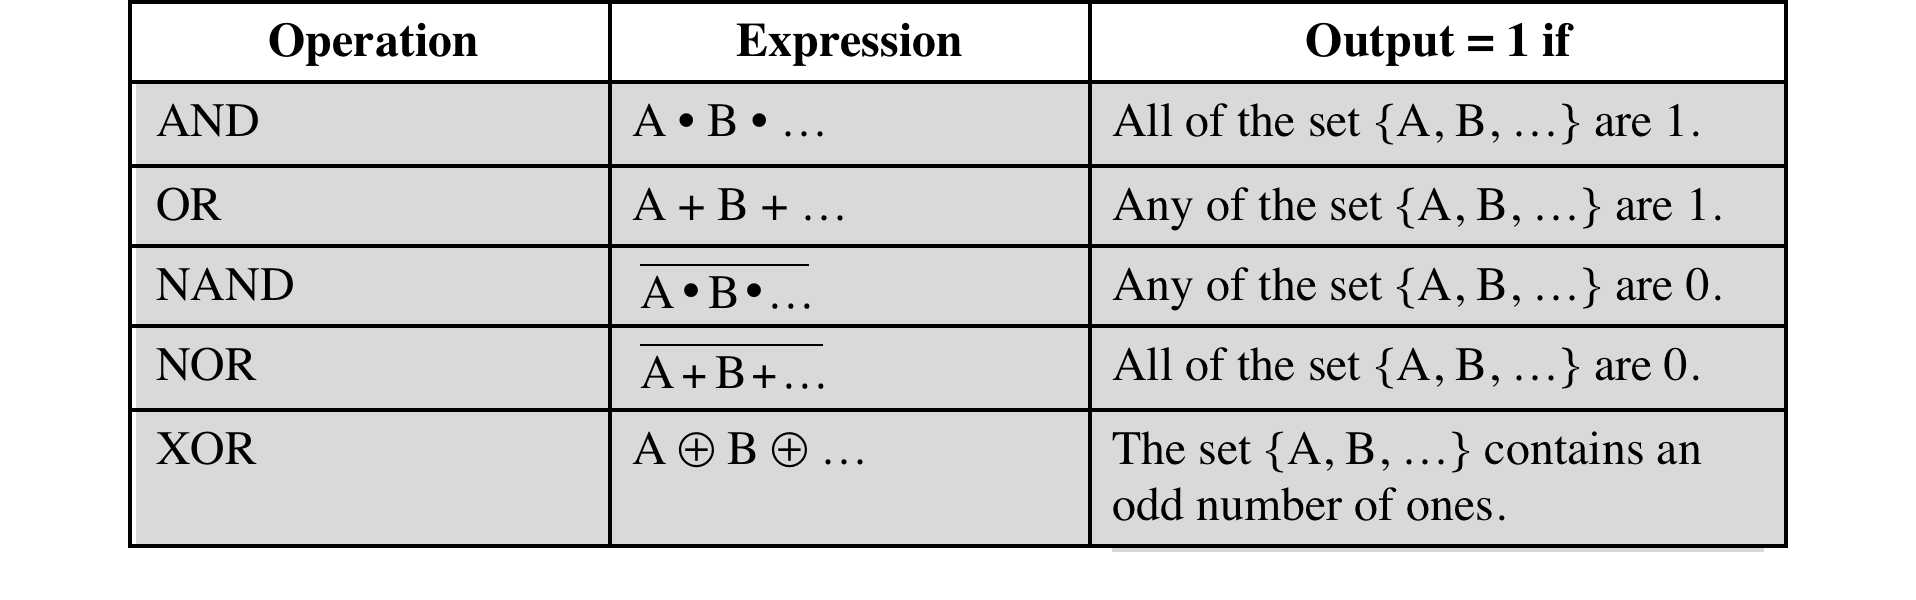 Operation Expression Output = 1 if
AND A • B • … All of the set {A, B, …} are 1.
OR A + B + … Any of the set {A, B, …} are 1.
NAND A̅ ̅•̅ ̅B̅ ̅•̅ ̅…̅ Any of the set {A, B, …} are 0.
NOR A̅ ̅+̅ ̅B̅ ̅+̅ ̅…̅ All of the set {A, B, …} are 0.
XOR A ⊕ B ⊕ … The set {A, B, …} contains an
odd number of ones.